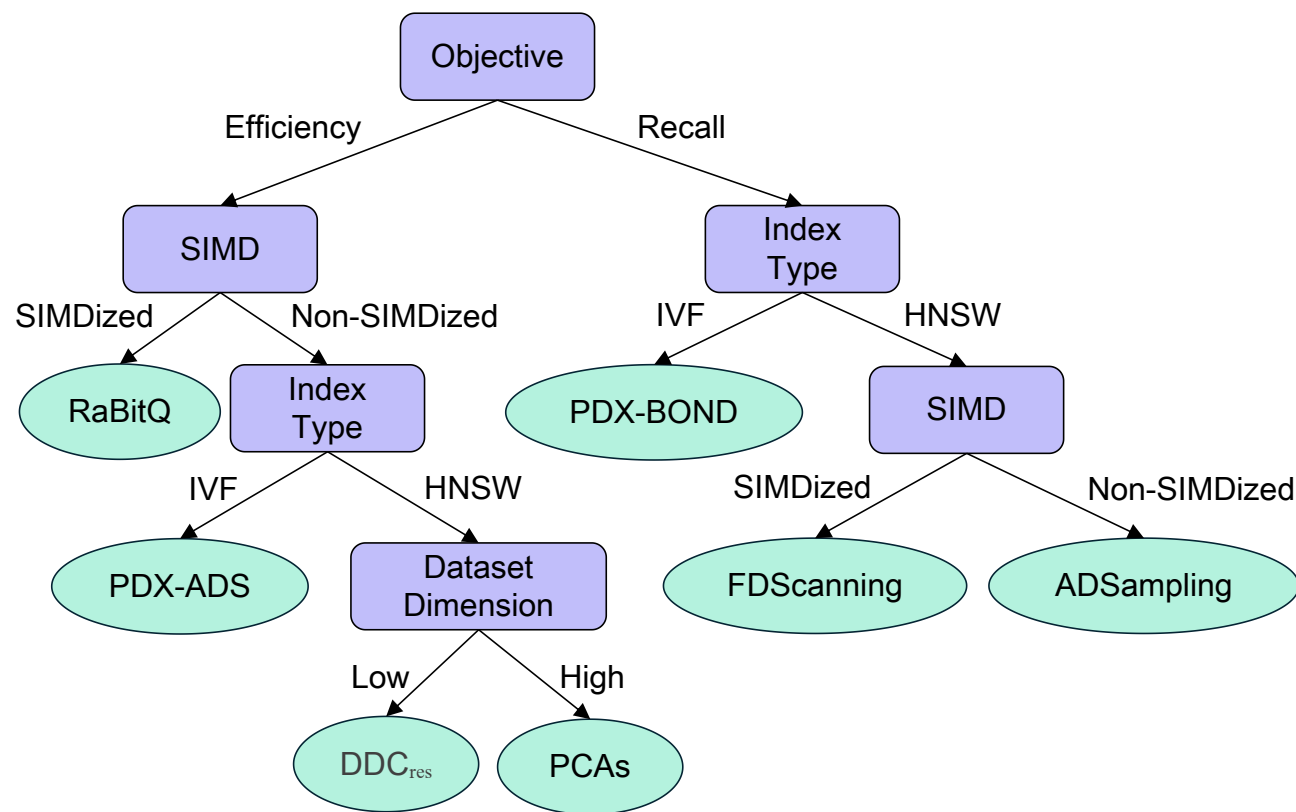 Objective
Efficiency
Recall
SIMD
Index
Type
SIMDized
Non-SIMDized
IVF
HNSW
RaBitQ
Index
Type
PDX-BOND
SIMD
IVF
HNSW
SIMDized
Non-SIMDized
PDX-ADS
Dataset
Dimension
FDScanning
ADSampling
Low
High
DDCres
PCAs